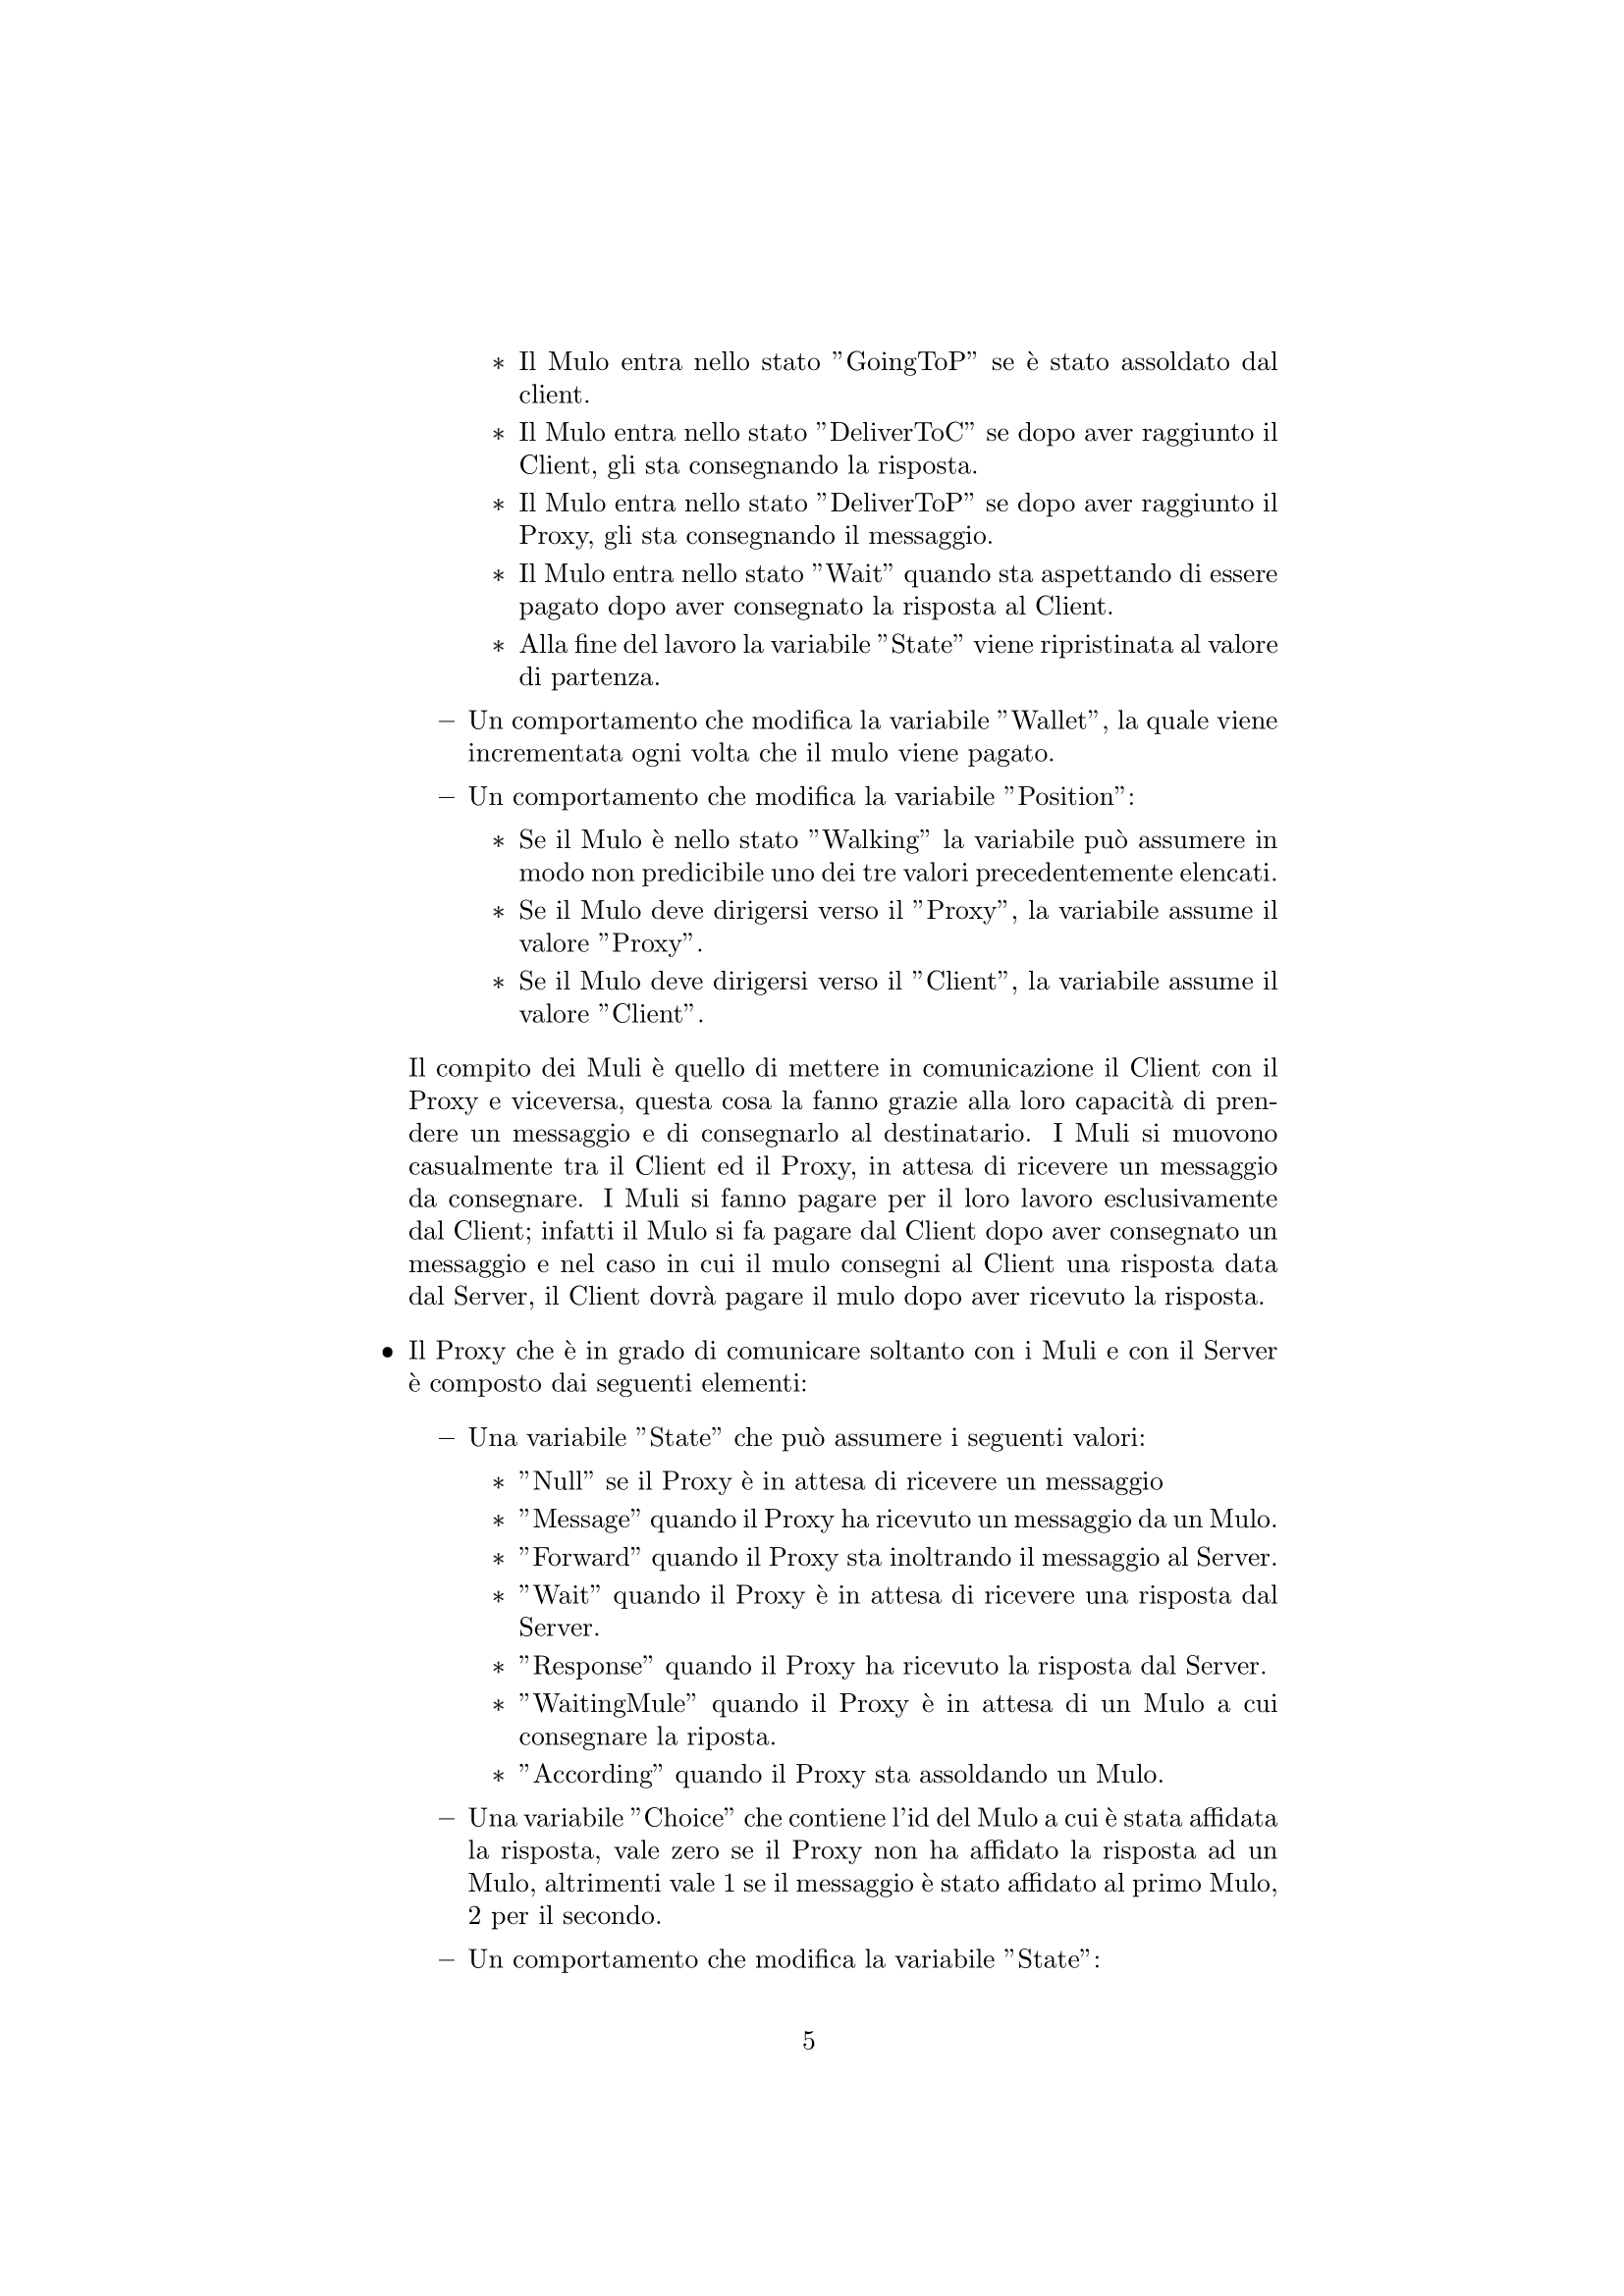 ∗ Il Mulo entra nello stato ”GoingToP” se è stato assoldato dal
client.
∗ Il Mulo entra nello stato ”DeliverToC” se dopo aver raggiunto il
Client, gli sta consegnando la risposta.
∗ Il Mulo entra nello stato ”DeliverToP” se dopo aver raggiunto il
Proxy, gli sta consegnando il messaggio.
∗ Il Mulo entra nello stato ”Wait” quando sta aspettando di essere
pagato dopo aver consegnato la risposta al Client.
∗ Alla fine del lavoro la variabile ”State” viene ripristinata al valore
di partenza.
– Un comportamento che modifica la variabile ”Wallet”, la quale viene
incrementata ogni volta che il mulo viene pagato.
– Un comportamento che modifica la variabile ”Position”:
∗ Se il Mulo è nello stato ”Walking” la variabile può assumere in
modo non predicibile uno dei tre valori precedentemente elencati.
∗ Se il Mulo deve dirigersi verso il ”Proxy”, la variabile assume il
valore ”Proxy”.
∗ Se il Mulo deve dirigersi verso il ”Client”, la variabile assume il
valore ”Client”.
Il compito dei Muli è quello di mettere in comunicazione il Client con il
Proxy e viceversa, questa cosa la fanno grazie alla loro capacità di pren-
dere un messaggio e di consegnarlo al destinatario. I Muli si muovono
casualmente tra il Client ed il Proxy, in attesa di ricevere un messaggio
da consegnare. I Muli si fanno pagare per il loro lavoro esclusivamente
dal Client; infatti il Mulo si fa pagare dal Client dopo aver consegnato un
messaggio e nel caso in cui il mulo consegni al Client una risposta data
dal Server, il Client dovrà pagare il mulo dopo aver ricevuto la risposta.
• Il Proxy che è in grado di comunicare soltanto con i Muli e con il Server
è composto dai seguenti elementi:
– Una variabile ”State” che può assumere i seguenti valori:
∗ ”Null” se il Proxy è in attesa di ricevere un messaggio
∗ ”Message” quando il Proxy ha ricevuto un messaggio da un Mulo.
∗ ”Forward” quando il Proxy sta inoltrando il messaggio al Server.
∗ ”Wait” quando il Proxy è in attesa di ricevere una risposta dal
Server.
∗ ”Response” quando il Proxy ha ricevuto la risposta dal Server.
∗ ”WaitingMule” quando il Proxy è in attesa di un Mulo a cui
consegnare la riposta.
∗ ”According” quando il Proxy sta assoldando un Mulo.
– Una variabile ”Choice” che contiene l’id del Mulo a cui è stata affidata
la risposta, vale zero se il Proxy non ha affidato la risposta ad un
Mulo, altrimenti vale 1 se il messaggio è stato affidato al primo Mulo,
2 per il secondo.
– Un comportamento che modifica la variabile ”State”:
5